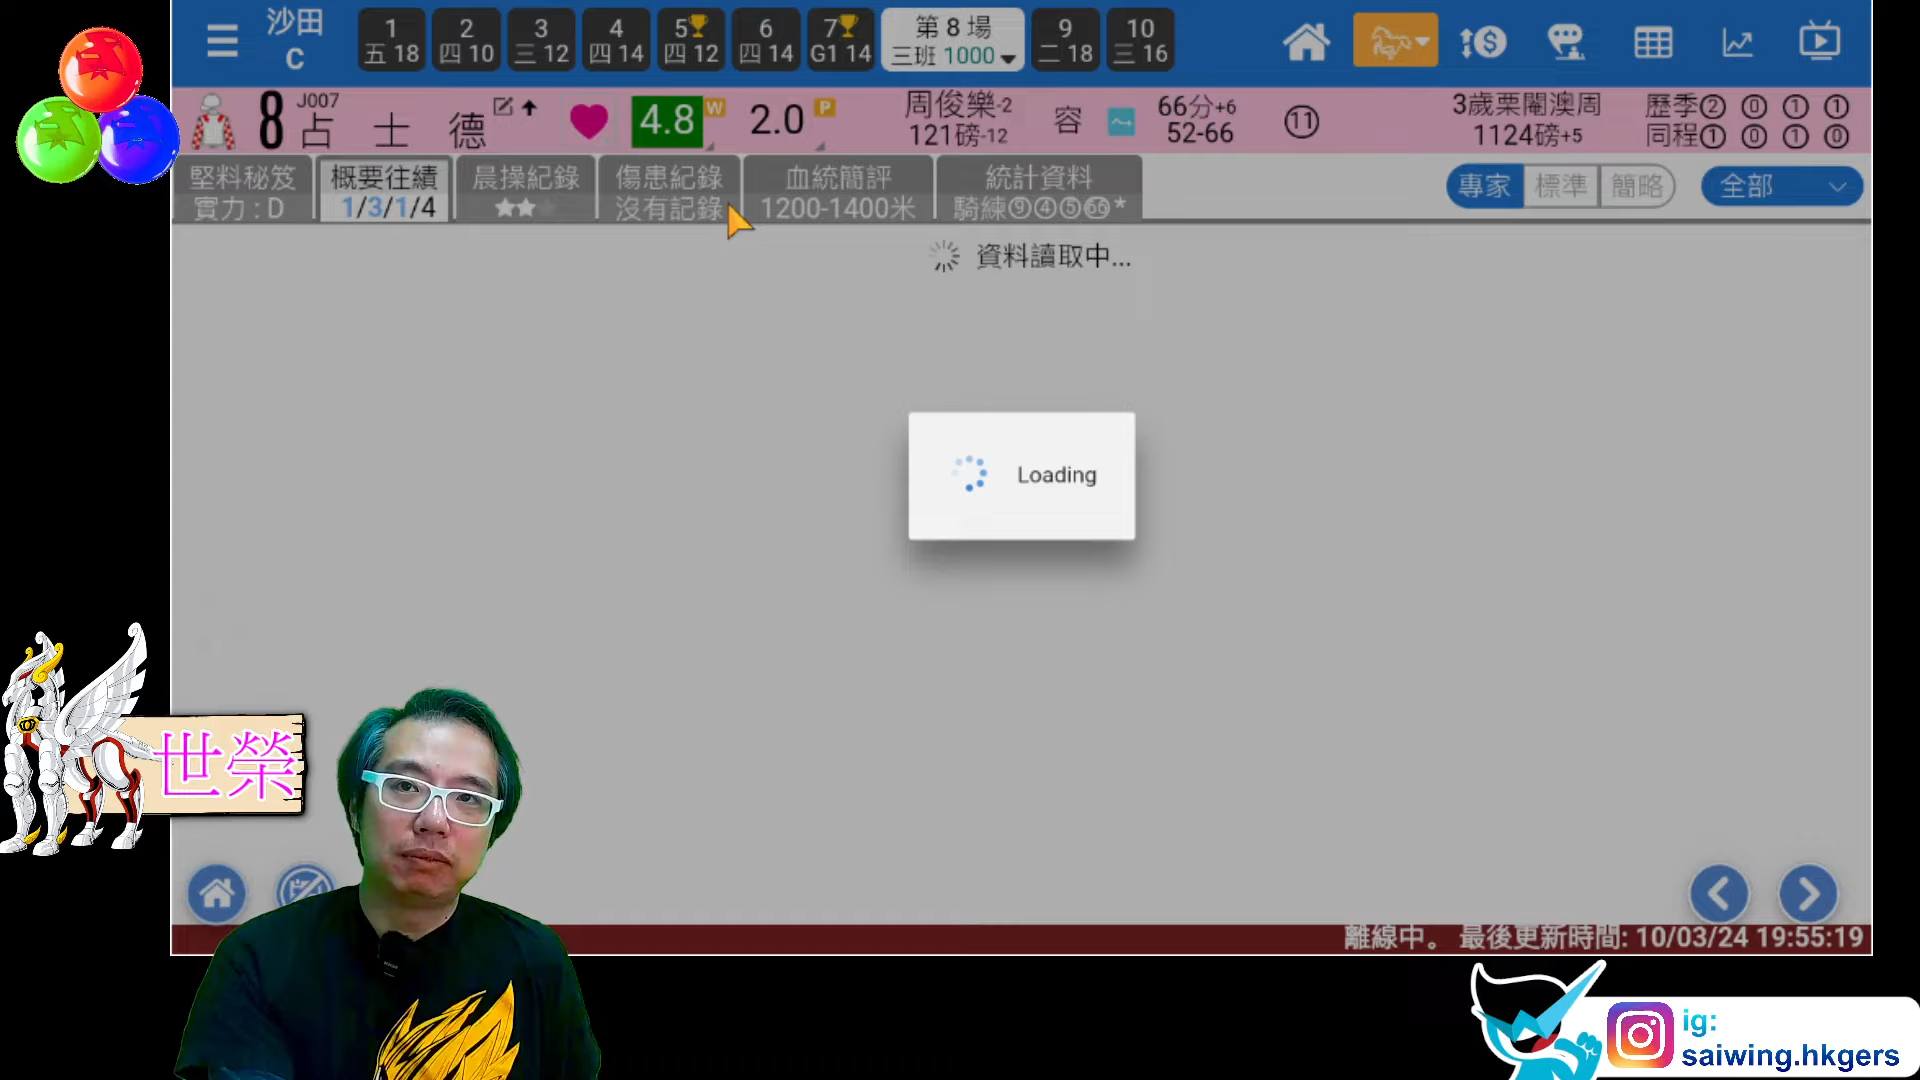 沙田
C
1
五 18
2
四 10
3
三 12
4
四 14
5
四 12
6
四 14
7
G1 14
第 8 場
三班 1000
9
二 18
10
三 16
8
J007
占士德
4.8
W
2.0
P
周俊樂-2
121磅-12
容
66分+6
52-66
11
3歲栗閹澳周
1124磅+5
歷季② ⓪ ① ①
同程① ⓪ ① ⓪
堅料秘笈
實力 : D
概要往績
1/3/1/4
晨操紀錄
★★
傷患紀錄
沒有記錄
血統簡評
1200-1400米
統計資料
騎練⑨④⑤66*
專家
標準
簡略
全部
資料讀取中...
Loading
世榮
離線中。 最後更新時間: 10/03/24 19:55:19
ig:
saiwing.hkgers